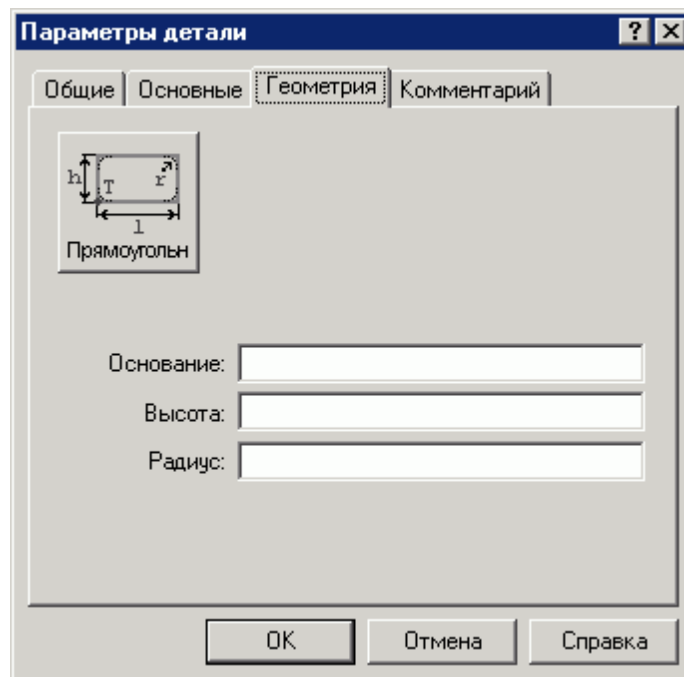 Параметры детали
Общие Основные Геометрия Комментарий
h T r
l
Прямоугольн
Основание:
Высота:
Радиус:
OK Отмена Справка